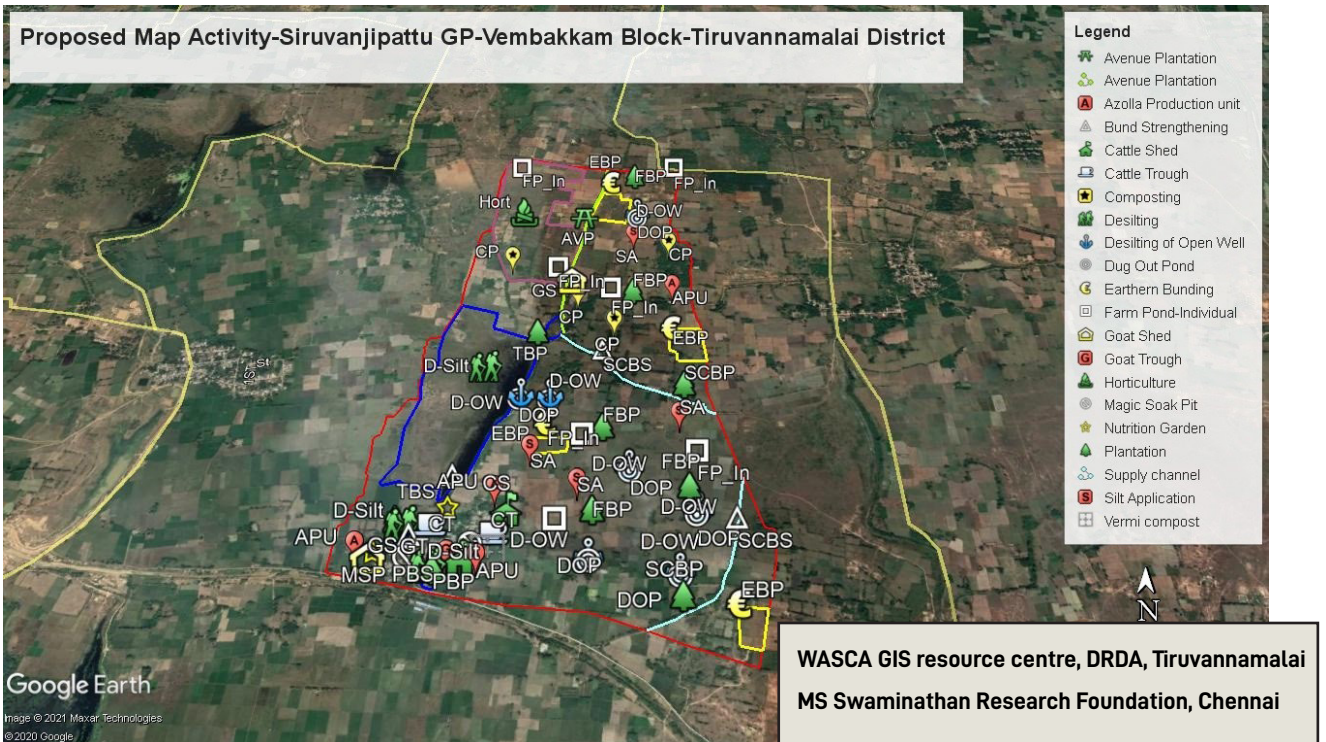 Proposed Map Activity-Siruvanjipattu GP-Vembakkam Block-Tiruvannamalai District
Legend
Avenue Plantation
Avenue Plantation
A Azolla Production unit
Bund Strengthening
Cattle Shed
Cattle Trough
Composting
Desilting
Desilting of Open Well
Dug Out Pond
Earthern Bunding
Farm Pond-Individual
Goat Shed
G Goat Trough
Horticulture
Magic Soak Pit
Nutrition Garden
Plantation
Supply channel
S Silt Application
Vermi compost
EBP
FP_In
FBP
FP_In
Hort
D-OW
AVP
DOP
CP
SA
CP
FP_In
FBP
GS
A
APU
FP_In
CP
CP
EBP
TBP
SCBS
D-Silt
SCBP
D-OW
D-OW
SA
DOP
FBP
EBP
FP_In
S
SA
D-OW
FBP
FP_In
APU
CS
S
SA
DOP
TBS
D-OW
D-Silt
CT
CT
FBP
APU
A
D-OW
D-OW
DOP
SCBS
GS
GT
D-Silt
DOP
SCBP
MSP
PBS
PBP
APU
DOP
EBP
1st st
N
WASCA GIS resource centre, DRDA, Tiruvannamalai
MS Swaminathan Research Foundation, Chennai
Google Earth
Image © 2021 Maxar Technologies
© 2020 Google